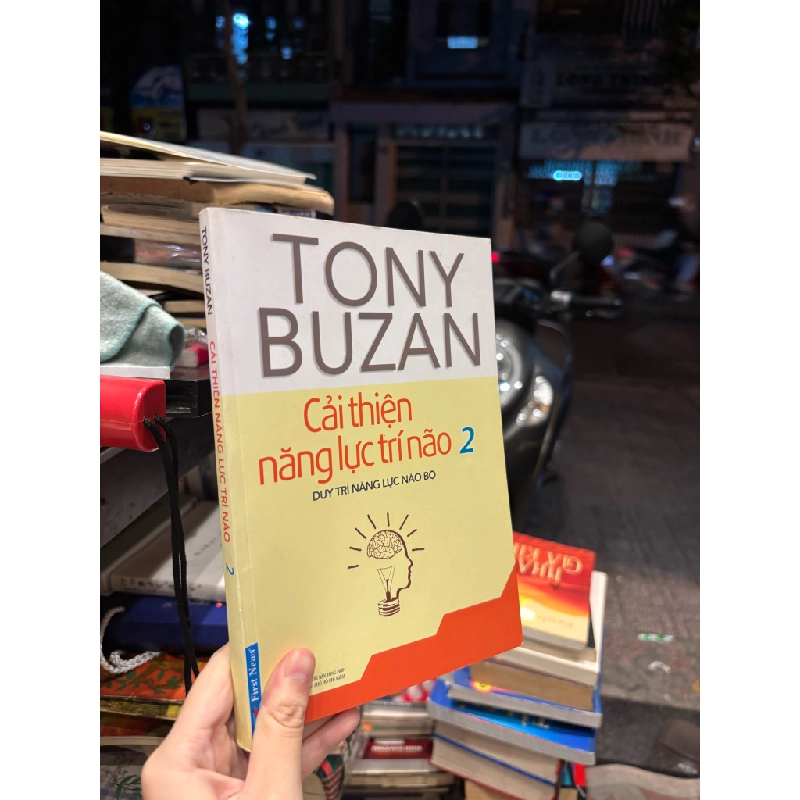 TONY
BUZAN
Cải thiện
năng lực trí não 2
DUY TRÌ NĂNG LỰC NÃO BỘ
TONY BUZAN
CẢI THIỆN NĂNG LỰC TRÍ NÃO
2
First News